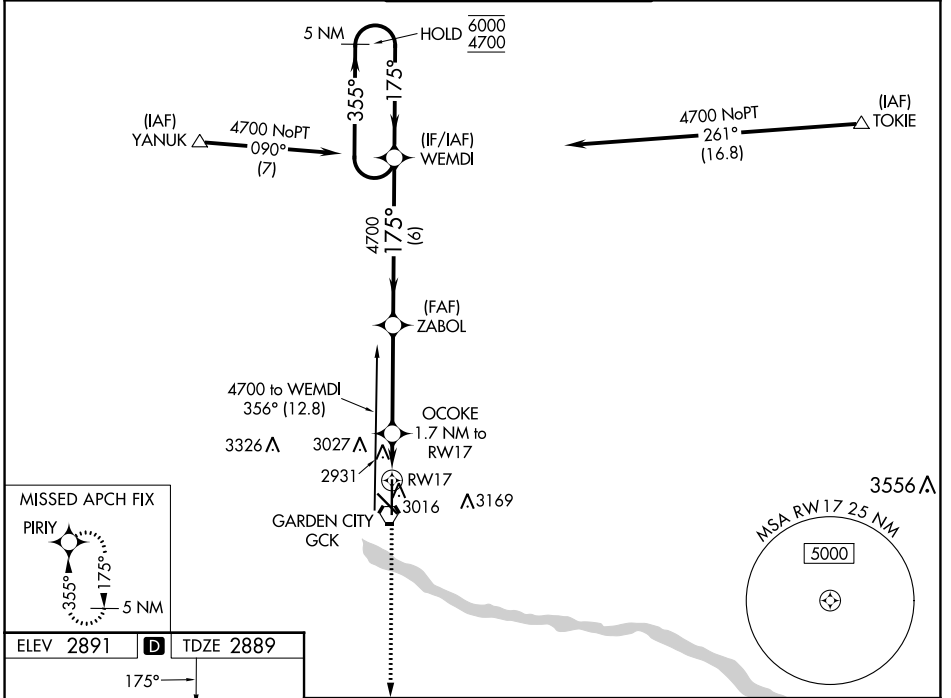 5 NM
HOLD
6000
4700
355°
175°
(IAF)
YANUK
4700 NoPT
090°
(7)
(IF/IAF)
WEMDI
4700 NoPT
261°
(16.8)
(IAF)
TOKIE
4700
175°
(6)
(FAF)
ZABOL
4700 to WEMDI
356° (12.8)
OCOKE
1.7 NM to
RW17
3326
3027
2931
RW17
3016
3169
GARDEN CITY
GCK
3556
MSA RW17 25 NM
5000
MISSED APCH FIX
PIRIY
355°
175°
5 NM
ELEV 2891
D
TDZE 2889
175°